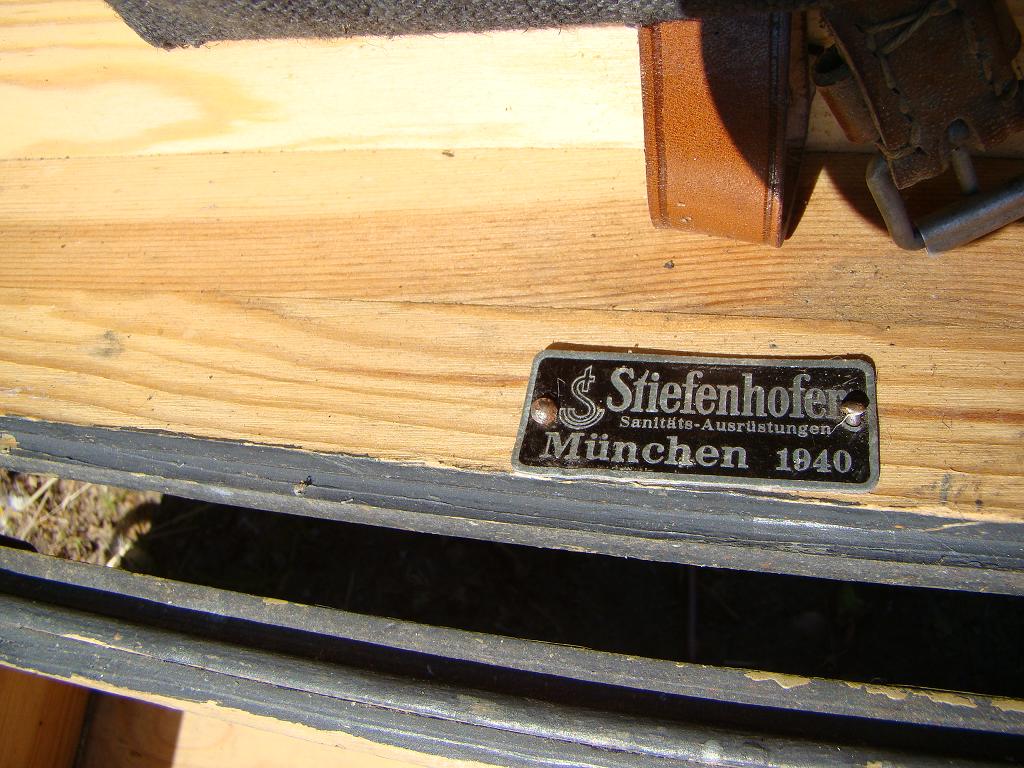 S Stiefenhofer
Sanitäts-Ausrüstungen
München 1940